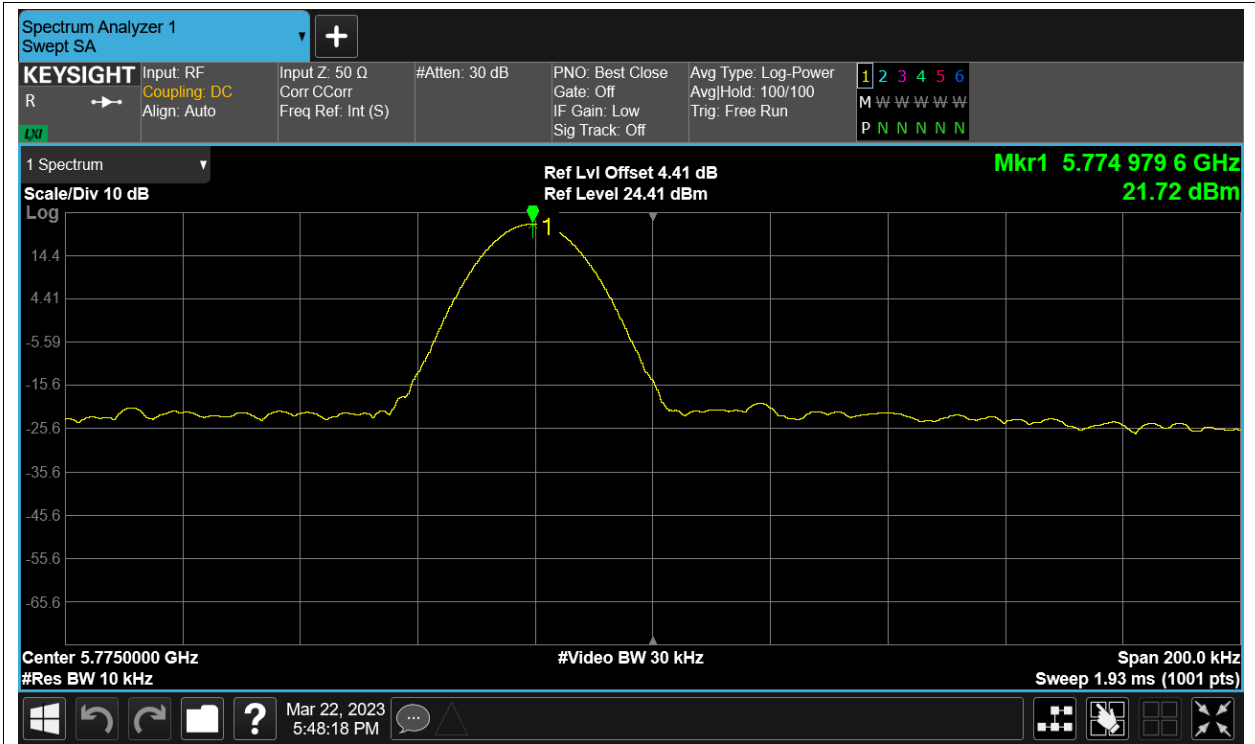 Spectrum Analyzer 1
Swept SA
KEYSIGHT
R
LXI
Input: RF
Coupling: DC
Align: Auto
Input Z: 50 Ω
Corr CCorr
Freq Ref: Int (S)
#Atten: 30 dB
PNO: Best Close
Gate: Off
IF Gain: Low
Sig Track: Off
Avg Type: Log-Power
Avg|Hold: 100/100
Trig: Free Run
1 2 3 4 5 6
M W W W W W
P N N N N N
1 Spectrum
Scale/Div 10 dB
Log
Ref Lvl Offset 4.41 dB
Ref Level 24.41 dBm
Mkr1 5.774 979 6 GHz
21.72 dBm
1
14.4
4.41
-5.59
-15.6
-25.6
-35.6
-45.6
-55.6
-65.6
Center 5.7750000 GHz
#Res BW 10 kHz
#Video BW 30 kHz
Span 200.0 kHz
Sweep 1.93 ms (1001 pts)
?
Mar 22, 2023
5:48:18 PM